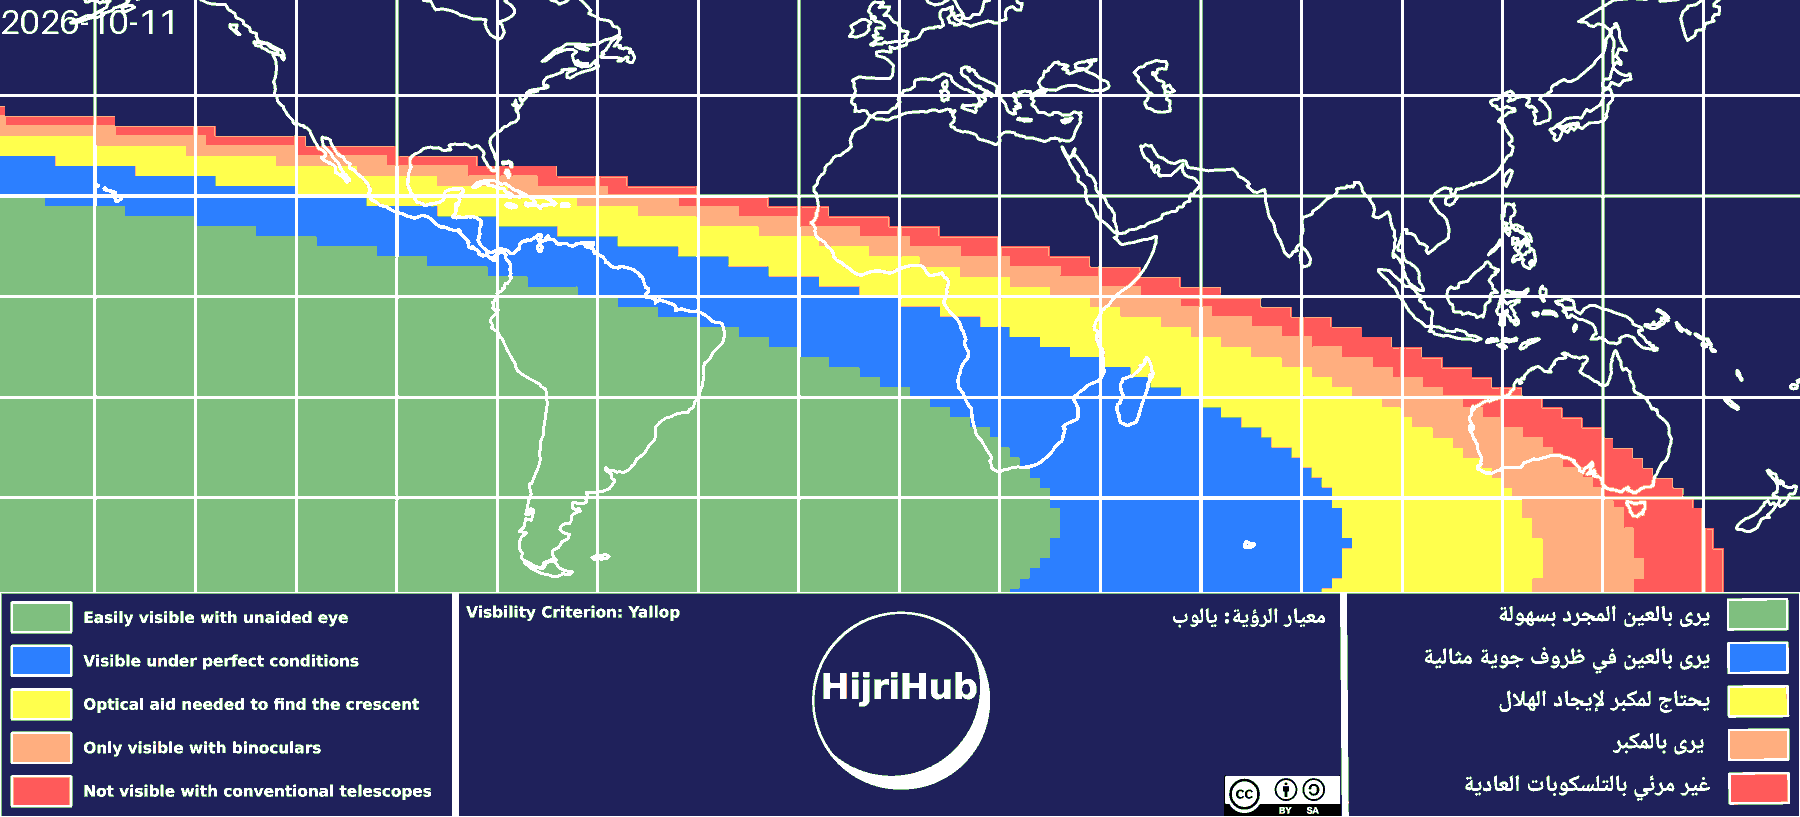 2026-10-11
Easily visible with unaided eye
Visible under perfect conditions
Optical aid needed to find the crescent
Only visible with binoculars
Not visible with conventional telescopes
Visbility Criterion: Yallop
معيار الرؤية: يالوب
HijriHub
cc
BY SA
يرى بالعين المجرد بسهولة
يرى بالعين في ظروف جوية مثالية
يحتاج لمكبر لإيجاد الهلال
يرى بالمكبر
غير مرئي بالتلسكوبات العادية